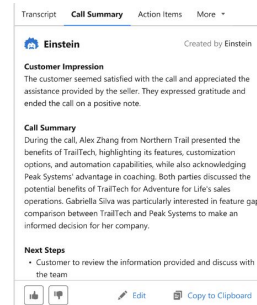 Transcript Call Summary Action Items More
Einstein Created by Einstein
Customer Impression
The customer seemed satisfied with the call and appreciated the
assistance provided by the seller. They expressed gratitude and
ended the call on a positive note.
Call Summary
During the call, Alex Zhang from Northern Trail presented the
benefits of TrailTech, highlighting its features, customization
options, and automation capabilities, while also acknowledging
Peak Systems' advantage in coaching. Both parties discussed the
potential benefits of TrailTech for Adventure for Life's sales
operations. Gabriella Silva was particularly interested in feature gap
comparison between TrailTech and Peak Systems to make an
informed decision for her company.
Next Steps
• Customer to review the information provided and discuss with
the team
Edit Copy to Clipboard